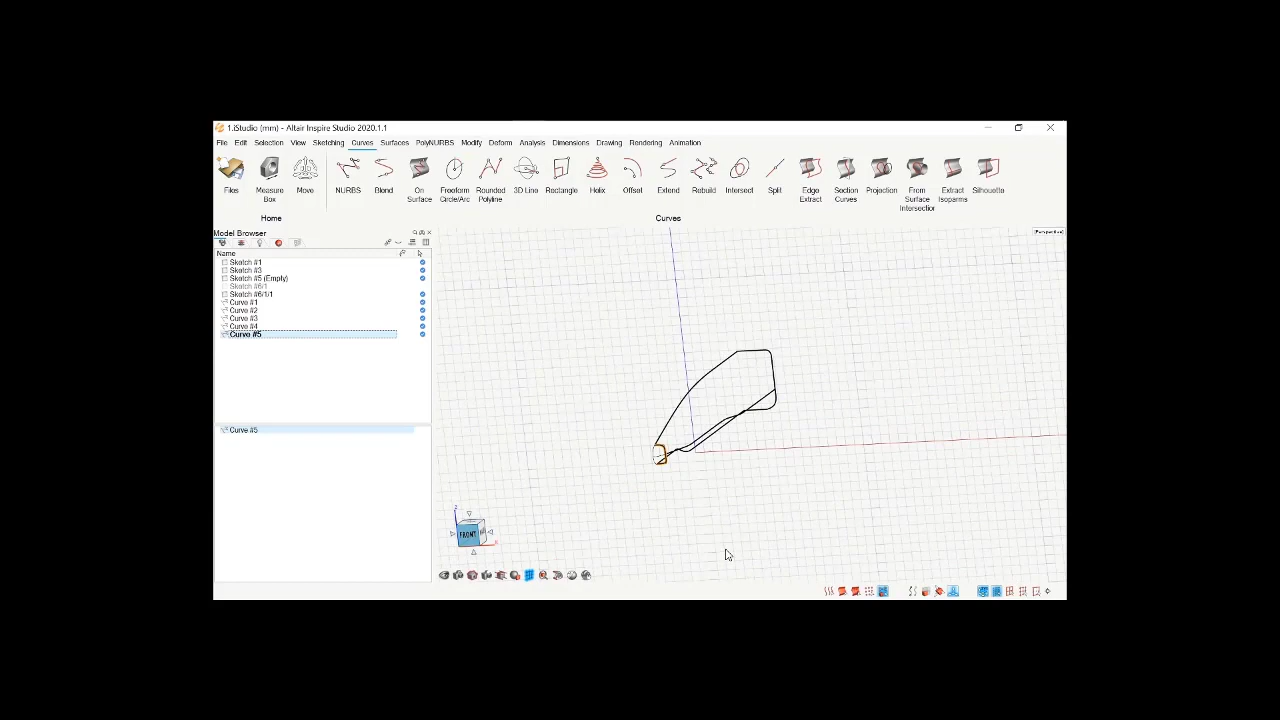 1.iStudio (mm) - Altair Inspire Studio 2020.1.1
File Edit Selection View Sketching Curves Surfaces PolyNURBS Modify Deform Analysis Dimensions Drawing Rendering Animation
Files Measure Box Move NURBS Blend On Surface Freeform Circle/Arc Rounded Polyline 3D Line Rectangle Helix Offset Extend Rebuild Intersect Split Edge Extract Section Curves Projection From Surface Intersection Extract Isoparms Silhouette
Home Curves
Model Browser
[Perspective]
Name
Sketch #1
Sketch #3
Sketch #5 (Empty)
Sketch #6/1
Sketch #6/1/1
Curve #1
Curve #2
Curve #3
Curve #4
Curve #5
Curve #5
z
FRONT
x